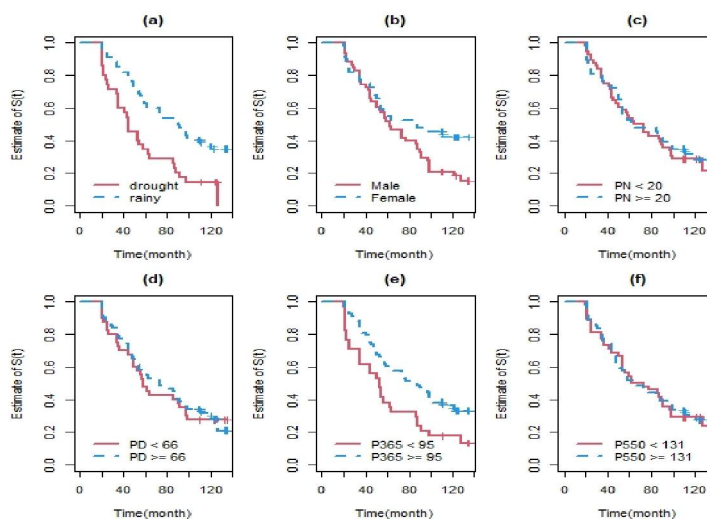 (a)
Estimate of S(t)
1.0
0.8
0.6
0.4
0.2
0.0
drought
rainy
0 40 80 120
Time(month)
(b)
Estimate of S(t)
1.0
0.8
0.6
0.4
0.2
0.0
Male
Female
0 40 80 120
Time(month)
(c)
Estimate of S(t)
1.0
0.8
0.6
0.4
0.2
0.0
PN < 20
PN >= 20
0 40 80 120
Time(month)
(d)
Estimate of S(t)
1.0
0.8
0.6
0.4
0.2
0.0
PD < 66
PD >= 66
0 40 80 120
Time(month)
(e)
Estimate of S(t)
1.0
0.8
0.6
0.4
0.2
0.0
P365 < 95
P365 >= 95
0 40 80 120
Time(month)
(f)
Estimate of S(t)
1.0
0.8
0.6
0.4
0.2
0.0
P550 < 131
P550 >= 131
0 40 80 120
Time(month)